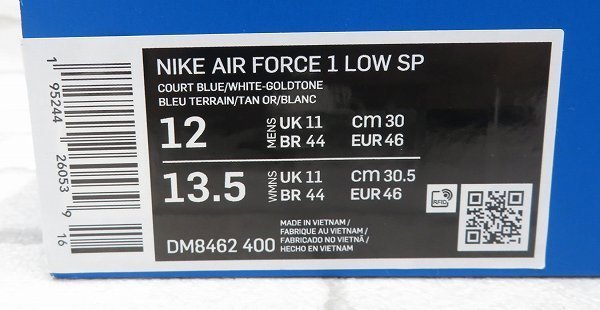 NIKE AIR FORCE 1 LOW SP
COURT BLUE/WHITE-GOLDTONE
BLEU TERRAIN/TAN OR/BLANC
12 MENS UK 11 cm 30
BR 44 EUR 46
13.5 WMNS UK 11 cm 30.5
BR 44 EUR 46
RFID
MADE IN VIETNAM /
FABRIQUE AU VIETNAM /
FABRICADO NO VIETNÃ /
HECHO EN VIETNAM
DM8462 400
1 95244 26053 9 16